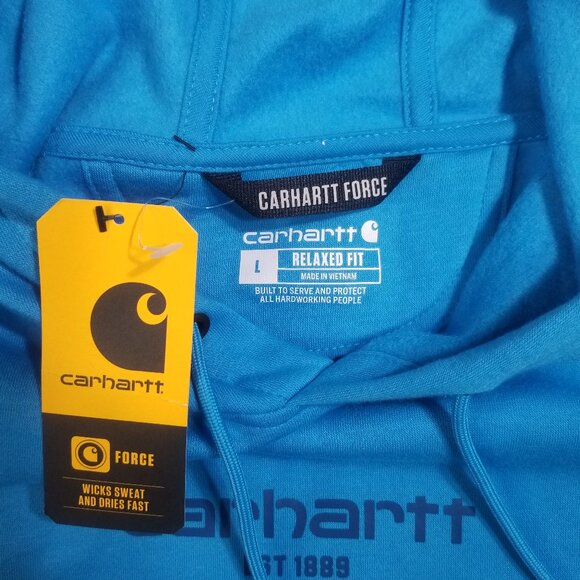 CARHARTT FORCE
carhartt
L RELAXED FIT
MADE IN VIETNAM
BUILT TO SERVE AND PROTECT
ALL HARDWORKING PEOPLE
carhartt.
FORCE
WICKS SWEAT
AND DRIES FAST
carhartt
EST 1889